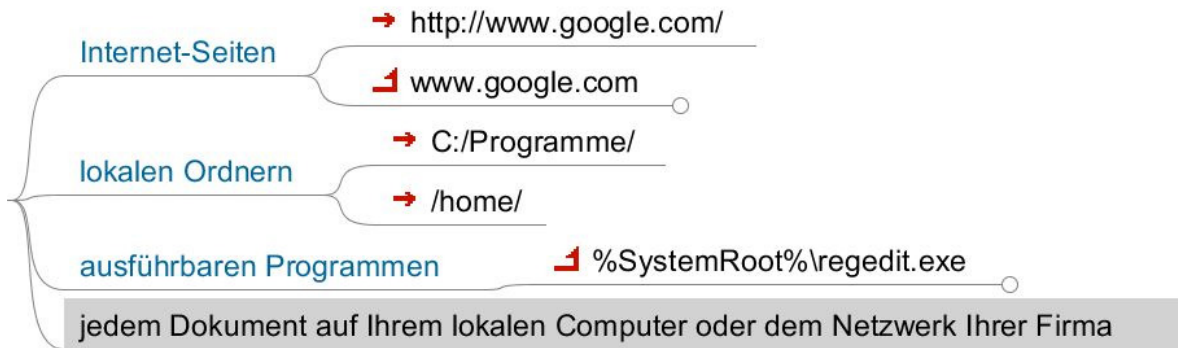 Internet-Seiten
http://www.google.com/
www.google.com
lokalen Ordnern
C:/Programme/
/home/
ausführbaren Programmen
%SystemRoot%\regedit.exe
jedem Dokument auf Ihrem lokalen Computer oder dem Netzwerk Ihrer Firma